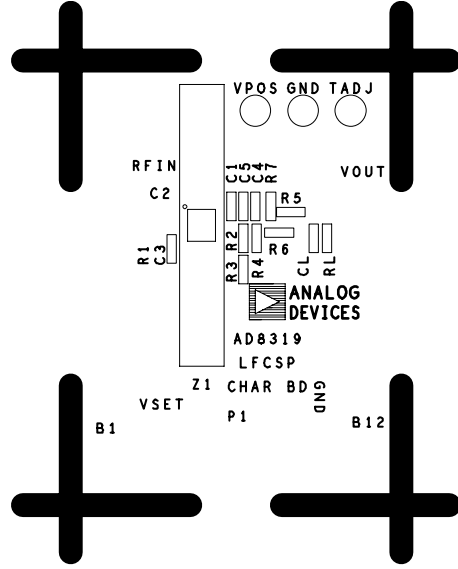 VPOS GND TADJ
RFIN
VOUT
C2
C1
C5
C4
R7
R5
R1
C3
R2
R6
R3
R4
CL
RL
ANALOG
DEVICES
AD8319
LFCSP
Z1
CHAR BD
GND
VSET
P1
B1
B12